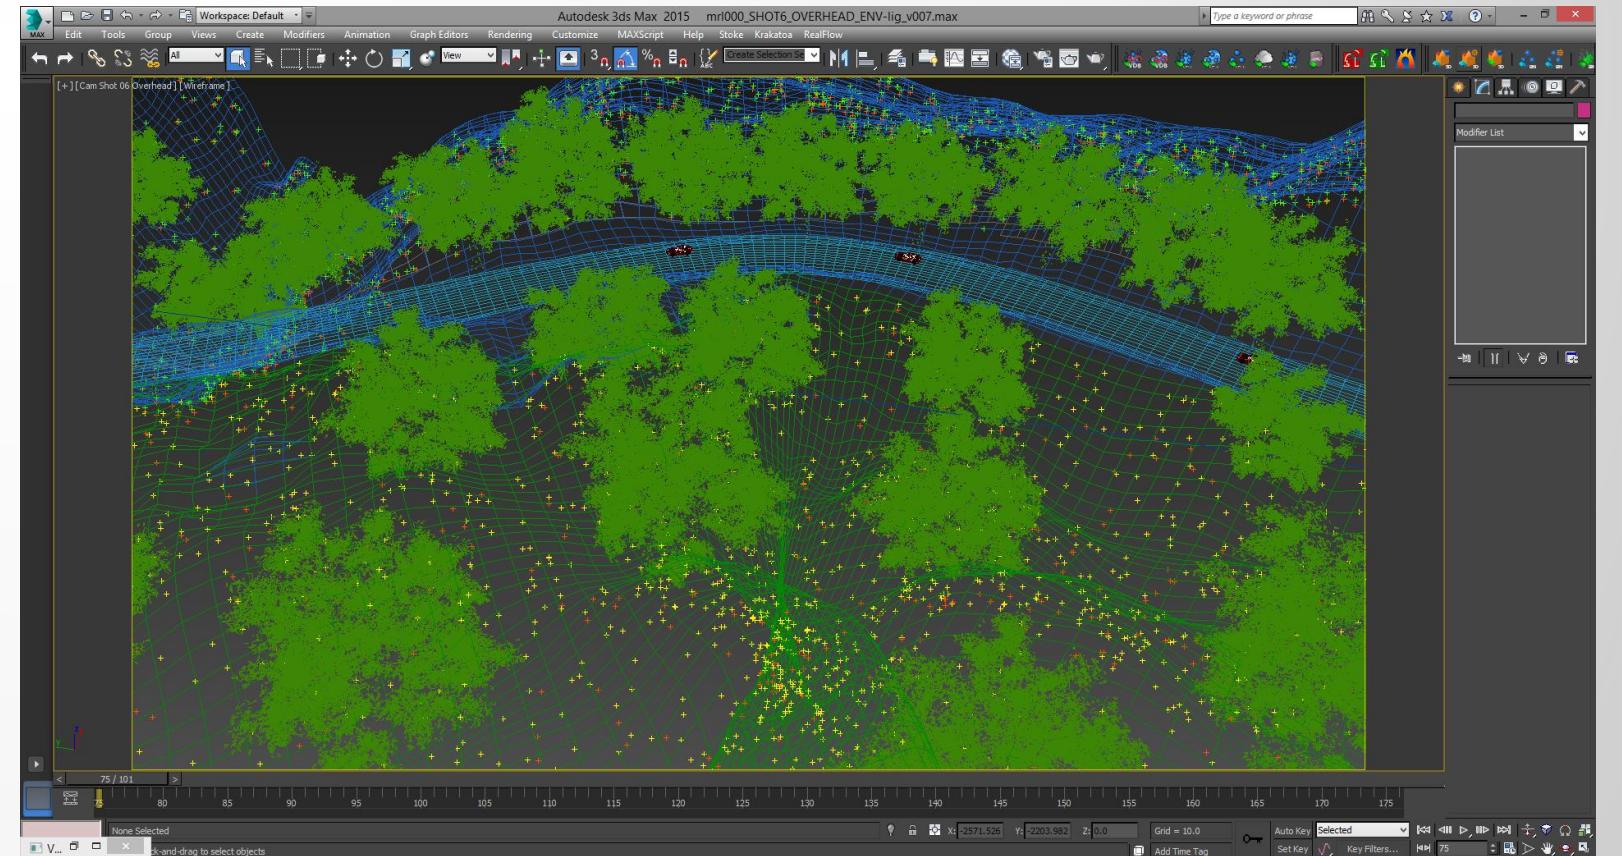 Workspace: Default
Autodesk 3ds Max 2015 mrl000_SHOT6_OVERHEAD_ENV-lig_v007.max
Type a keyword or phrase
MAX
Edit Tools Group Views Create Modifiers Animation Graph Editors Rendering Customize MAXScript Help Stoke Krakatoa RealFlow
All View Create Selection Se
[+] [Cam Shot 06 Overhead] [Wireframe]
Modifier List
75 / 101
75 80 85 90 95 100 105 110 115 120 125 130 135 140 145 150 155 160 165 170 175
None Selected X: -2571.526 Y: -2203.982 Z: 0.0 Grid = 10.0 Auto Key Selected
V... ck-and-drag to select objects Add Time Tag Set Key Key Filters... 75